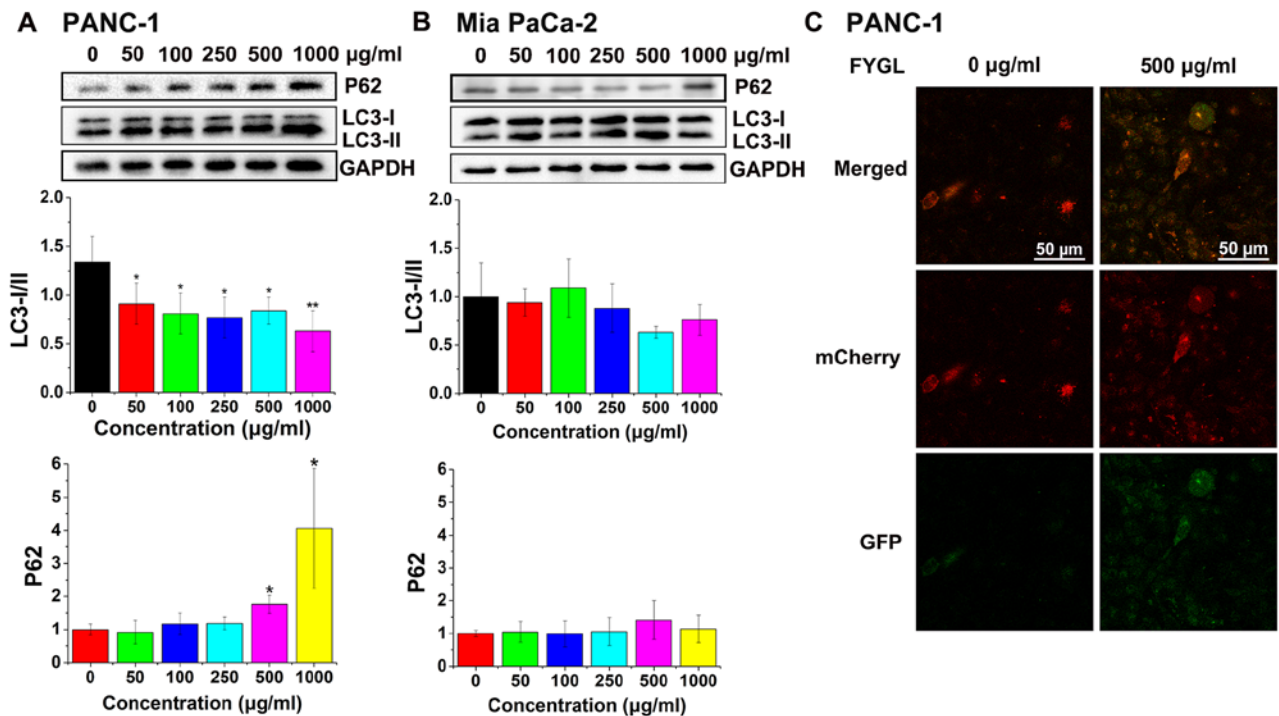 A PANC-1
0 50 100 250 500 1000 µg/ml
P62
LC3-I
LC3-II
GAPDH
LC3-I/II
2.0
1.5
1.0
0.5
0.0
* * * * **
0 50 100 250 500 1000
Concentration (µg/ml)
P62
6
5
4
3
2
1
0
* *
0 50 100 250 500 1000
Concentration (µg/ml)
B Mia PaCa-2
0 50 100 250 500 1000 µg/ml
P62
LC3-I
LC3-II
GAPDH
LC3-I/II
2.0
1.5
1.0
0.5
0.0
0 50 100 250 500 1000
Concentration (µg/ml)
P62
6
5
4
3
2
1
0
0 50 100 250 500 1000
Concentration (µg/ml)
C PANC-1
FYGL 0 µg/ml 500 µg/ml
Merged
50 µm 50 µm
mCherry
GFP